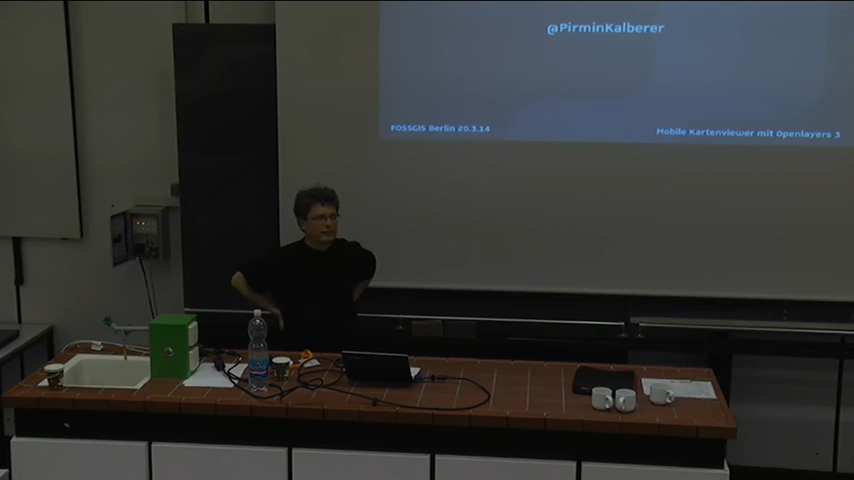 @PirminKalberer
FOSSGIS Berlin 20.3.14
Mobile Kartenviewer mit Openlayers 3